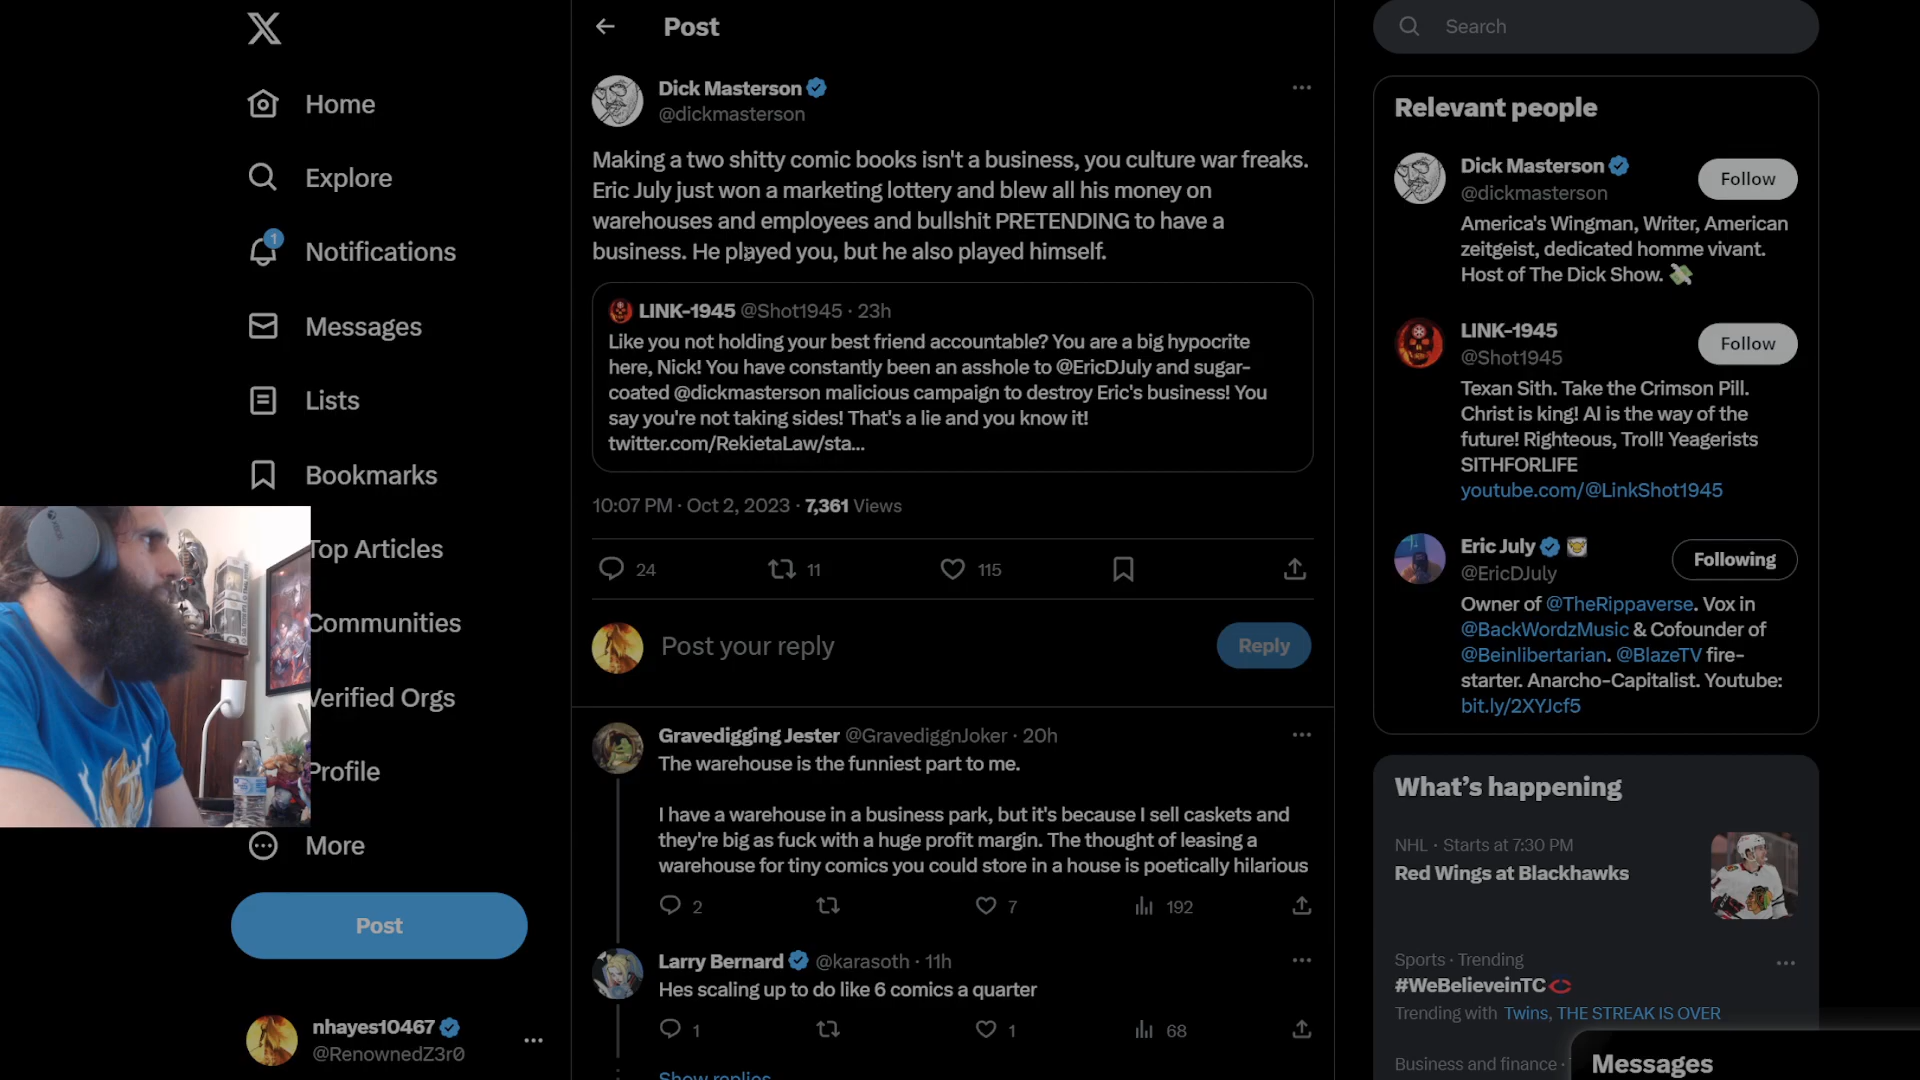 Home
Explore
1
Notifications
Messages
Lists
Bookmarks
Top Articles
Communities
Verified Orgs
Profile
More
Post
nhayes10467
@RenownedZ3r0
Post
Dick Masterson
@dickmasterson
Making a two shitty comic books isn't a business, you culture war freaks.
Eric July just won a marketing lottery and blew all his money on
warehouses and employees and bullshit PRETENDING to have a
business. He played you, but he also played himself.
LINK-1945 @Shot1945 · 23h
Like you not holding your best friend accountable? You are a big hypocrite
here, Nick! You have constantly been an asshole to @EricDJuly and sugar-
coated @dickmasterson malicious campaign to destroy Eric's business! You
say you're not taking sides! That's a lie and you know it!
twitter.com/RekietaLaw/sta...
10:07 PM · Oct 2, 2023 · 7,361 Views
24 11 115
Post your reply
Reply
Gravedigging Jester @GravediggnJoker · 20h
The warehouse is the funniest part to me.
I have a warehouse in a business park, but it's because I sell caskets and
they're big as fuck with a huge profit margin. The thought of leasing a
warehouse for tiny comics you could store in a house is poetically hilarious
2 7 192
Larry Bernard @karasoth · 11h
Hes scaling up to do like 6 comics a quarter
1 1 68
Show replies
Search
Relevant people
Dick Masterson
@dickmasterson
Follow
America's Wingman, Writer, American
zeitgeist, dedicated homme vivant.
Host of The Dick Show.
LINK-1945
@Shot1945
Follow
Texan Sith. Take the Crimson Pill.
Christ is king! AI is the way of the
future! Righteous, Troll! Yeagerists
SITHFORLIFE
youtube.com/@LinkShot1945
Eric July
@EricDJuly
Following
Owner of @TheRippaverse. Vox in
@BackWordzMusic & Cofounder of
@Beinlibertarian. @BlazeTV fire-
starter. Anarcho-Capitalist. Youtube:
bit.ly/2XYJcf5
What's happening
NHL · Starts at 7:30 PM
Red Wings at Blackhawks
Sports · Trending
#WeBelieveinTC
Trending with Twins, THE STREAK IS OVER
Business and finance ·
Messages